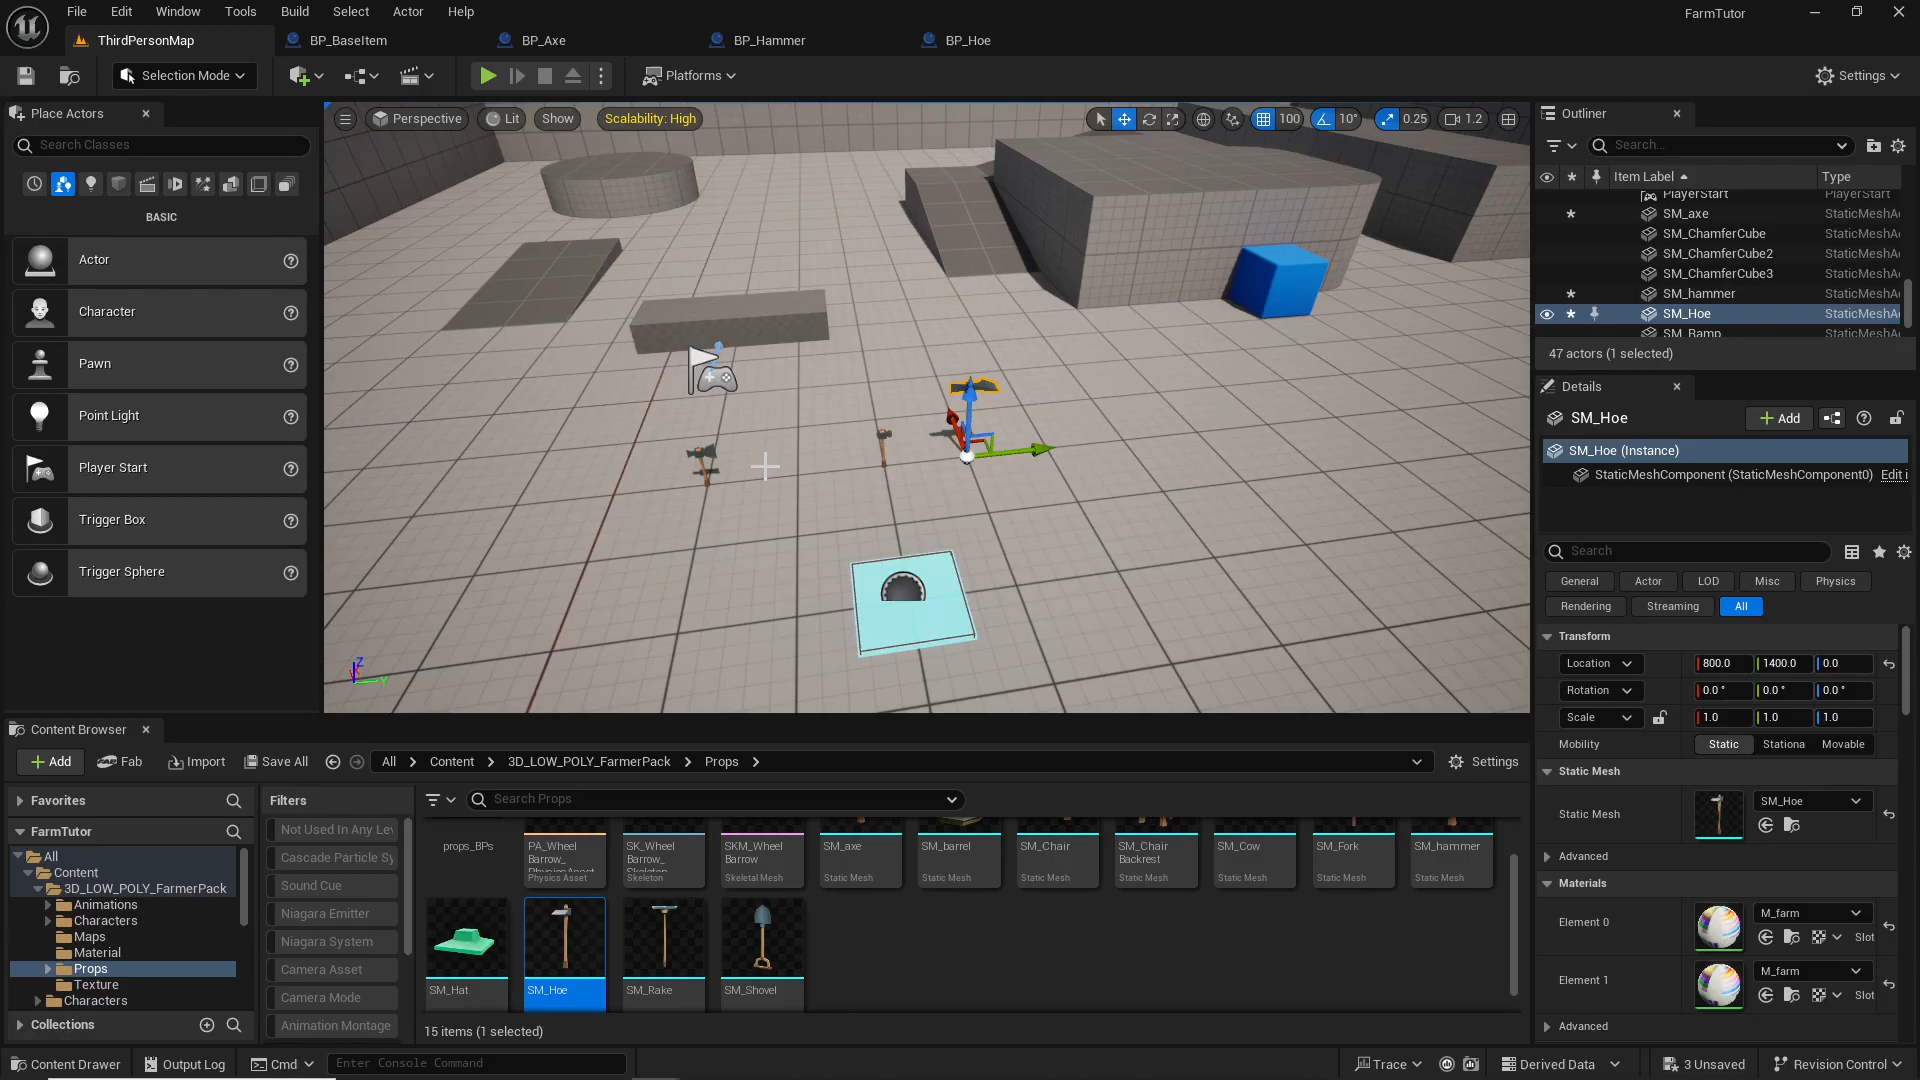 File Edit Window Tools Build Select Actor Help
FarmTutor
ThirdPersonMap BP_BaseItem BP_Axe BP_Hammer BP_Hoe
Selection Mode Platforms Settings
Place Actors
Search Classes
BASIC
Actor
Character
Pawn
Point Light
Player Start
Trigger Box
Trigger Sphere
Perspective Lit Show Scalability: High 100 10° 0.25 1.2
Z
Y
Outliner
Search...
Item Label Type
PlayerStart PlayerStart
SM_axe StaticMeshA
SM_ChamferCube StaticMeshA
SM_ChamferCube2 StaticMeshA
SM_ChamferCube3 StaticMeshA
SM_hammer StaticMeshA
SM_Hoe StaticMeshA
SM_Ramp
47 actors (1 selected)
Details
SM_Hoe Add
SM_Hoe (Instance)
StaticMeshComponent (StaticMeshComponent0) Edit i
Search
General Actor LOD Misc Physics
Rendering Streaming All
Transform
Location 800.0 1400.0 0.0
Rotation 0.0 ° 0.0 ° 0.0 °
Scale 1.0 1.0 1.0
Mobility Static Stationa Movable
Static Mesh
Static Mesh SM_Hoe
Advanced
Materials
Element 0 M_farm
Slot
Element 1 M_farm
Slot
Advanced
Content Browser
Add Fab Import Save All All Content 3D_LOW_POLY_FarmerPack Props Settings
Favorites
FarmTutor
All
Content
3D_LOW_POLY_FarmerPack
Animations
Characters
Maps
Material
Props
Texture
Characters
Collections
Filters
Not Used In Any Lev
Cascade Particle Sy
Sound Cue
Niagara Emitter
Niagara System
Camera Asset
Camera Mode
Animation Montage
Search Props
props_BPs
PA_Wheel
Barrow_
PhysicsAsset
Physics Asset
SK_Wheel
Barrow_
Skeleton
Skeleton
SKM_Wheel
Barrow
Skeletal Mesh
SM_axe
Static Mesh
SM_barrel
Static Mesh
SM_Chair
Static Mesh
SM_Chair
Backrest
Static Mesh
SM_Cow
Static Mesh
SM_Fork
Static Mesh
SM_hammer
Static Mesh
SM_Hat SM_Hoe SM_Rake SM_Shovel
15 items (1 selected)
Content Drawer Output Log Cmd Enter Console Command Trace Derived Data 3 Unsaved Revision Control